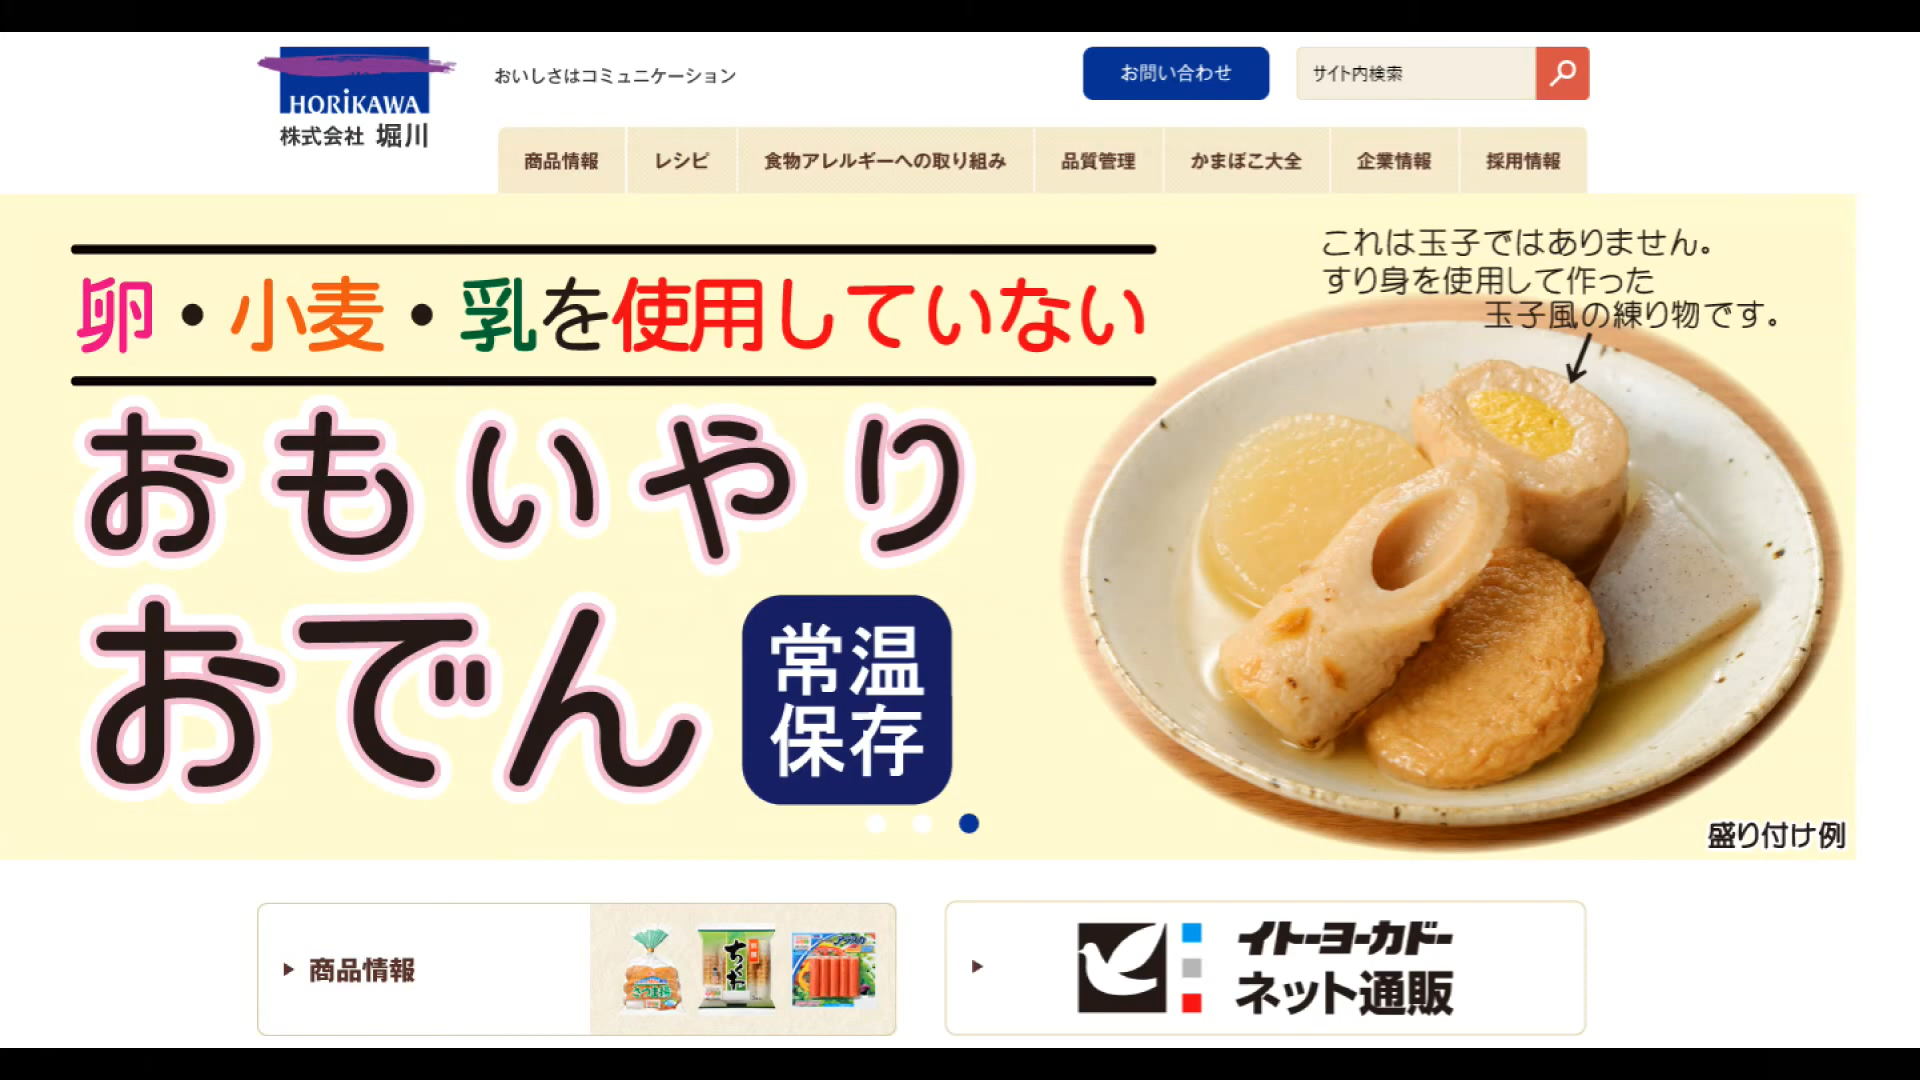 HORIKAWA
株式会社 堀川
おいしさはコミュニケーション
お問い合わせ
サイト内検索
商品情報
レシピ
食物アレルギーへの取り組み
品質管理
かまぼこ大全
企業情報
採用情報
卵・小麦・乳を使用していない
おもいやり
おでん
常温
保存
これは玉子ではありません。
すり身を使用して作った
玉子風の練り物です。
盛り付け例
商品情報
さつま揚
ちくわ
イトーヨーカドー
ネット通販